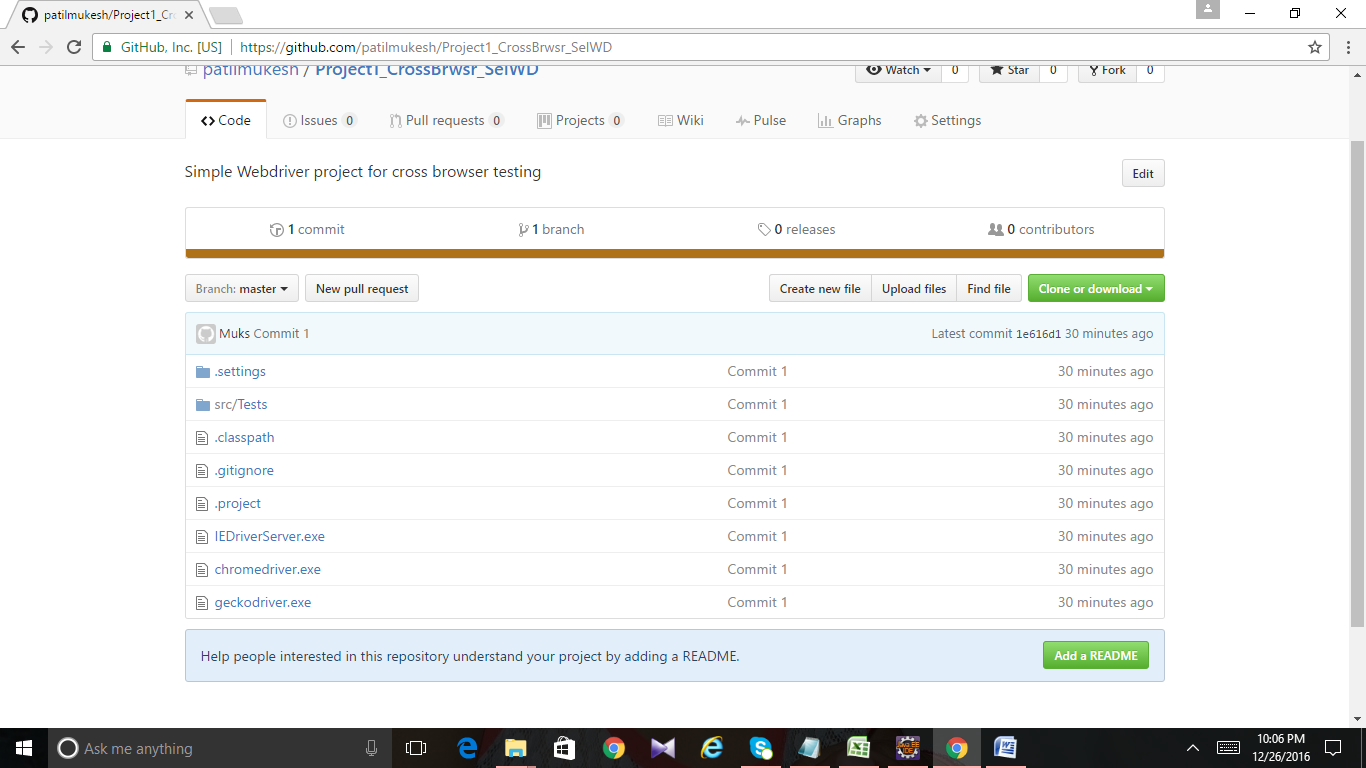 patilmukesh/Project1_Cr
GitHub, Inc. [US] https://github.com/patilmukesh/Project1_CrossBrwsr_SelWD
patilmukesh / Project1_CrossBrwsr_SelWD
Watch 0 Star 0 Fork 0
Code Issues 0 Pull requests 0 Projects 0 Wiki Pulse Graphs Settings
Simple Webdriver project for cross browser testing Edit
1 commit 1 branch 0 releases 0 contributors
Branch: master New pull request Create new file Upload files Find file Clone or download
Muks Commit 1 Latest commit 1e616d1 30 minutes ago
.settings Commit 1 30 minutes ago
src/Tests Commit 1 30 minutes ago
.classpath Commit 1 30 minutes ago
.gitignore Commit 1 30 minutes ago
.project Commit 1 30 minutes ago
IEDriverServer.exe Commit 1 30 minutes ago
chromedriver.exe Commit 1 30 minutes ago
geckodriver.exe Commit 1 30 minutes ago
Help people interested in this repository understand your project by adding a README. Add a README
Ask me anything
10:06 PM
12/26/2016